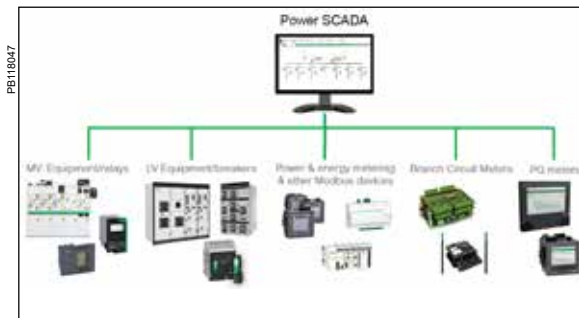 PB118047
Power SCADA
MV Equipment/relays
LV Equipment/breakers
Power & energy metering
& other Modbus devices
Branch Circuit Meters
PQ meters